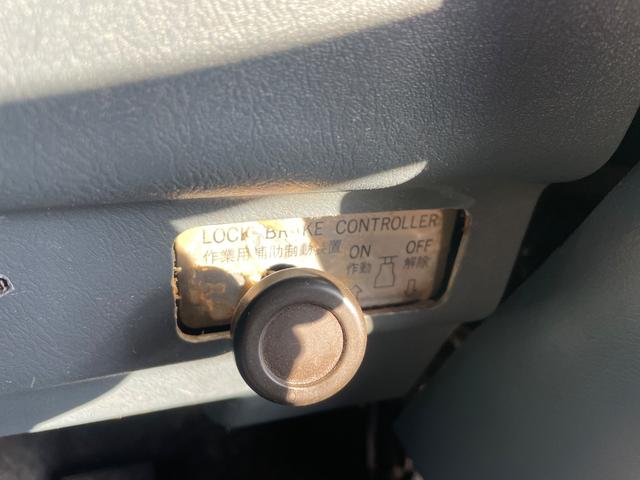 LOCK BRAKE CONTROLLER
作業用補助制動装置 ON OFF
作動 解除